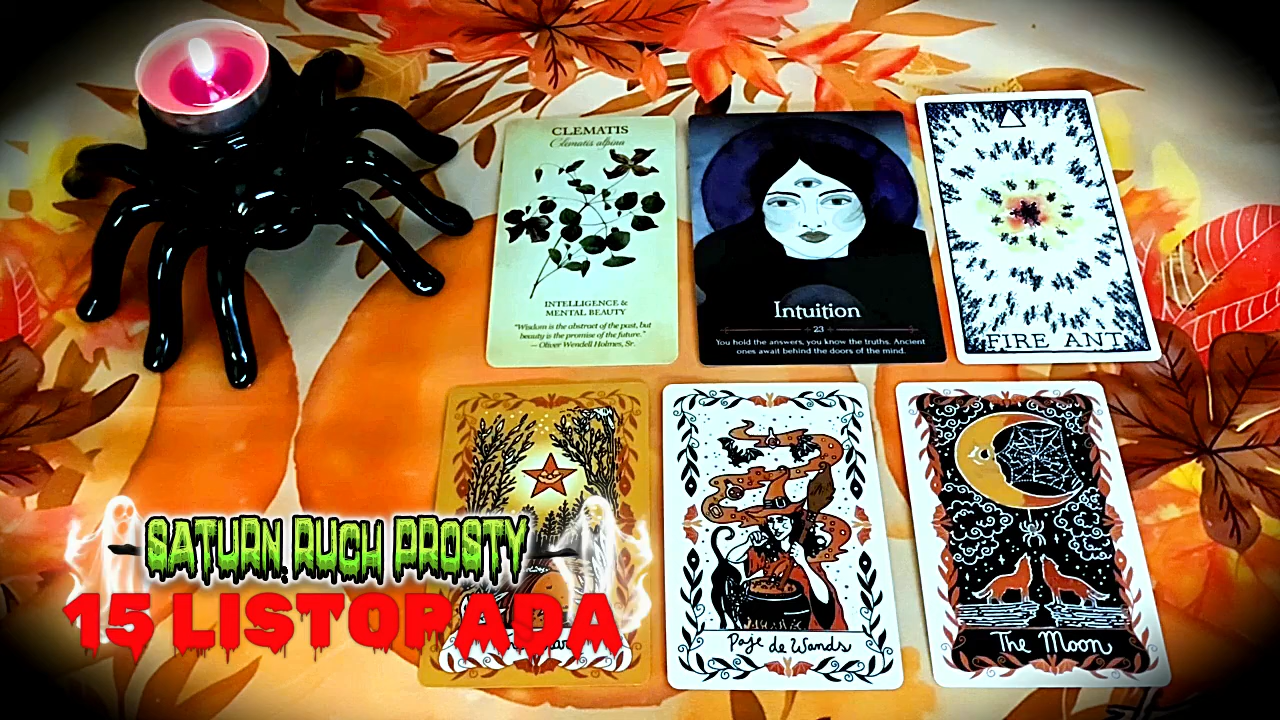 CLEMATIS
Clematis alpina
INTELLIGENCE &
MENTAL BEAUTY
"Wisdom is the abstract of the past, but
beauty is the promise of the future."
— Oliver Wendell Holmes, Sr.
Intuition
23
You hold the answers, you know the truths. Ancient
ones await behind the doors of the mind.
FIRE ANT
SATURN RUCH PROSTY
15 LISTOPADA
Paje de Wands
The Moon